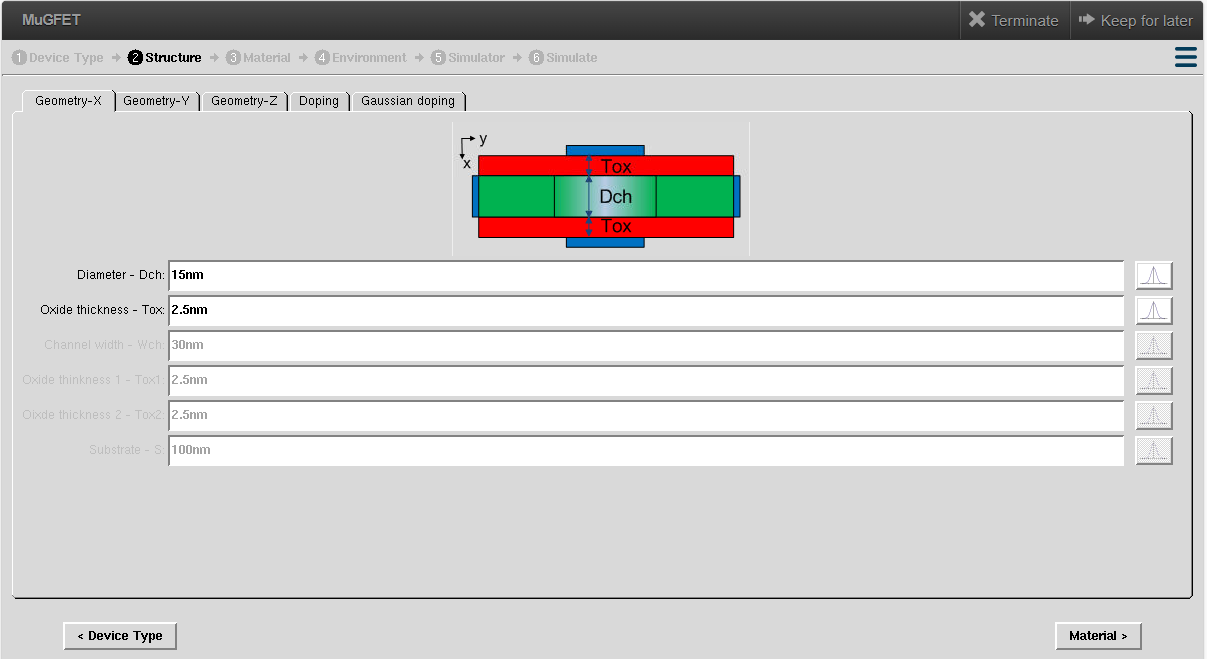 MuGFET
Terminate
Keep for later
1 Device Type → 2 Structure → 3 Material → 4 Environment → 5 Simulator → 6 Simulate
Geometry-X Geometry-Y Geometry-Z Doping Gaussian doping
y
x
Tox
Dch
Tox
Diameter - Dch: 15nm
Oxide thickness - Tox: 2.5nm
Channel width - Wch: 30nm
Oxide thinkness 1 - Tox1: 2.5nm
Oixde thickness 2 - Tox2: 2.5nm
Substrate - S: 100nm
< Device Type
Material >